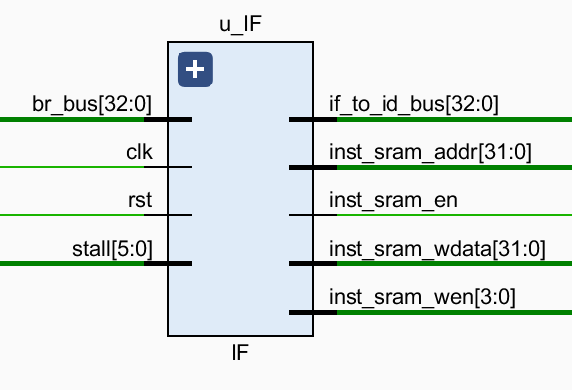 u_IF
br_bus[32:0]
clk
rst
stall[5:0]
if_to_id_bus[32:0]
inst_sram_addr[31:0]
inst_sram_en
inst_sram_wdata[31:0]
inst_sram_wen[3:0]
IF